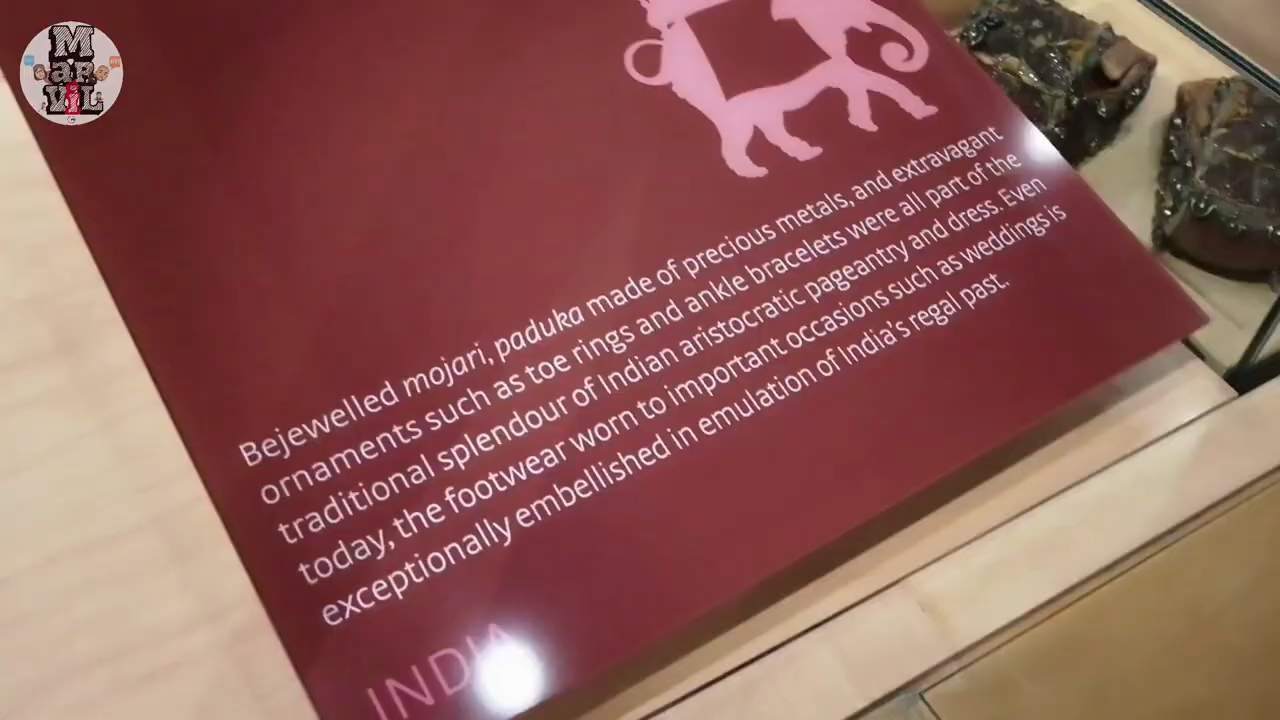 MarViL
Bejewelled mojari, paduka made of precious metals, and extravagant
ornaments such as toe rings and ankle bracelets were all part of the
traditional splendour of Indian aristocratic pageantry and dress. Even
today, the footwear worn to important occasions such as weddings is
exceptionally embellished in emulation of India's regal past.
INDIA